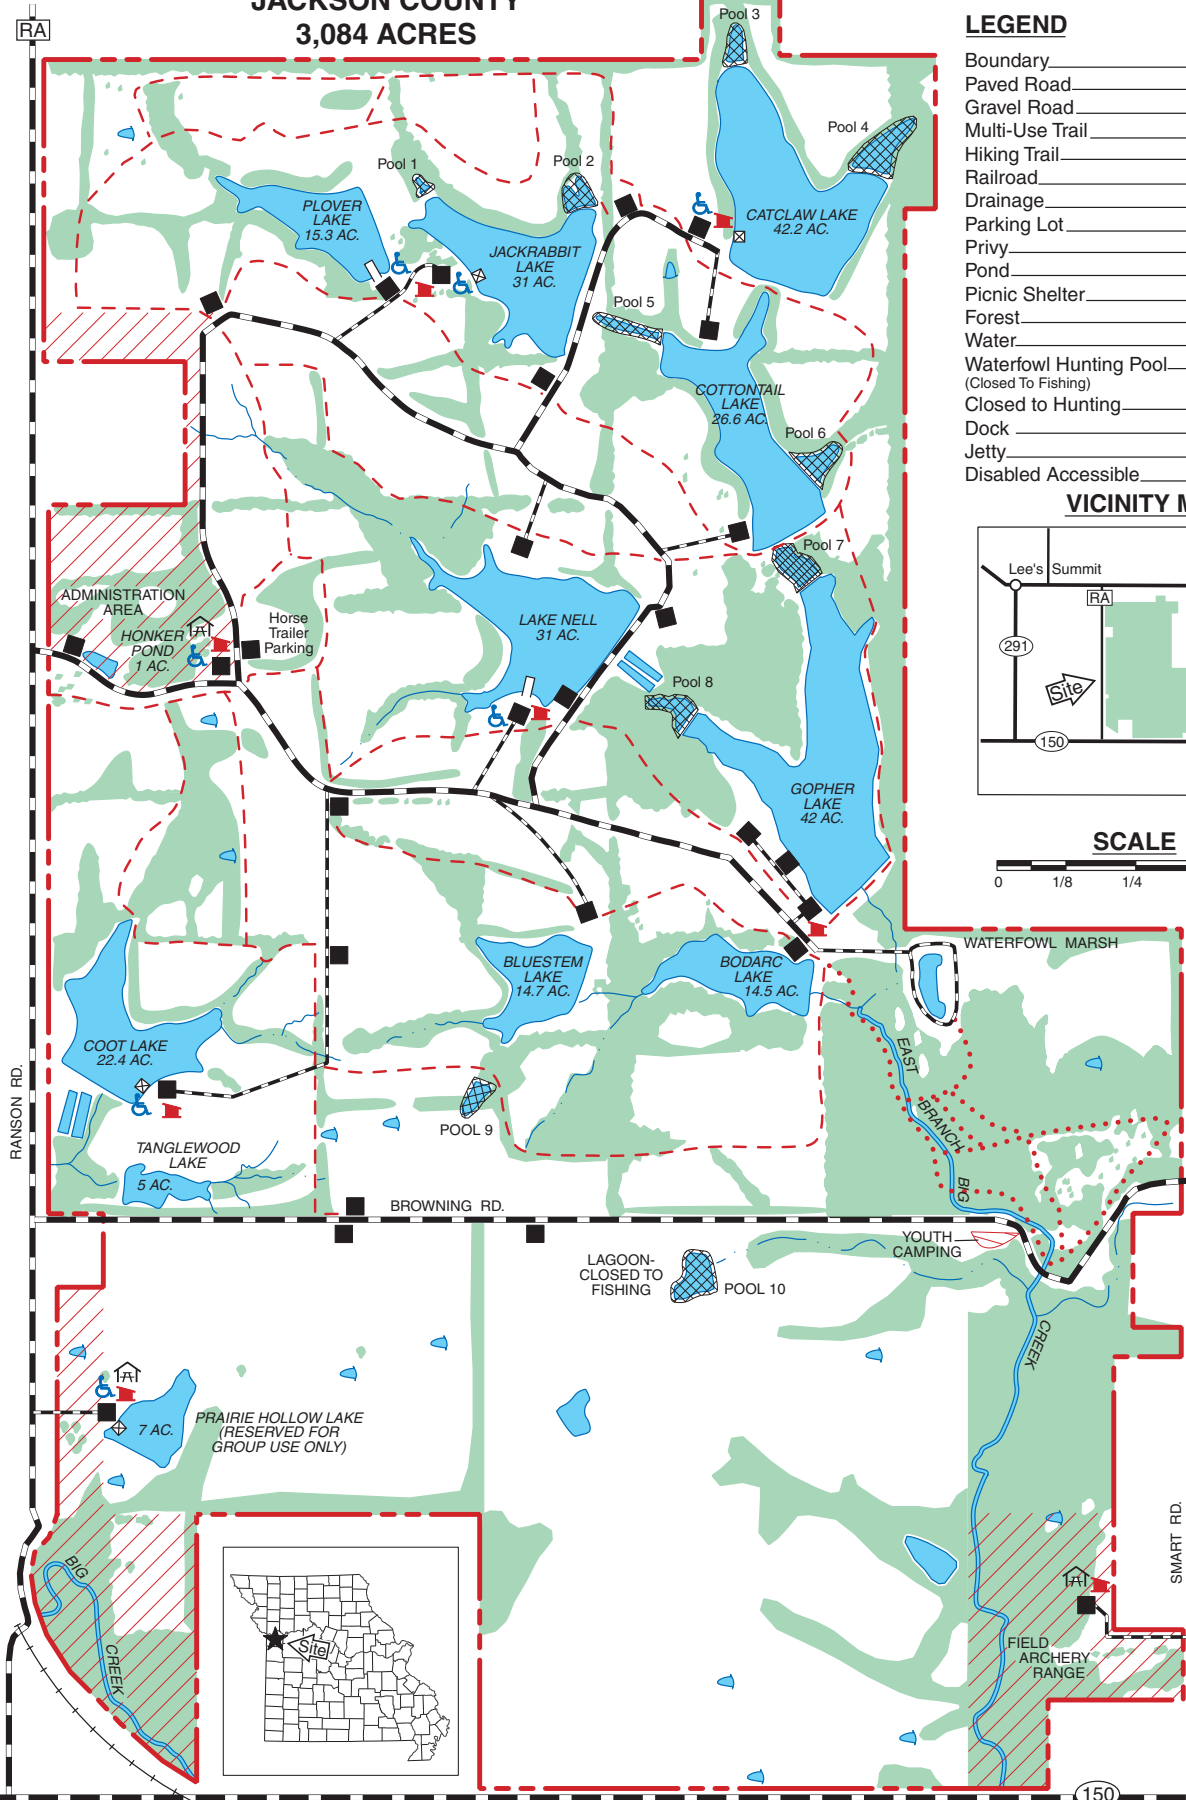 JACKSON COUNTY
3,084 ACRES
RA
Pool 3
Pool 4
Pool 1
Pool 2
PLOVER
LAKE
15.3 AC.
JACKRABBIT
LAKE
31 AC.
CATCLAW LAKE
42.2 AC.
Pool 5
COTTONTAIL
LAKE
26.6 AC.
Pool 6
Pool 7
ADMINISTRATION
AREA
HONKER
POND
1 AC.
Horse
Trailer
Parking
LAKE NELL
31 AC.
Pool 8
GOPHER
LAKE
42 AC.
BLUESTEM
LAKE
14.7 AC.
BODARC
LAKE
14.5 AC.
WATERFOWL MARSH
COOT LAKE
22.4 AC.
RANSON RD.
TANGLEWOOD
LAKE
5 AC.
POOL 9
EAST
BRANCH
BIG
CREEK
BROWNING RD.
YOUTH
CAMPING
LAGOON-
CLOSED TO
FISHING
POOL 10
7 AC.
PRAIRIE HOLLOW LAKE
(RESERVED FOR
GROUP USE ONLY)
BIG
CREEK
Site
FIELD
ARCHERY
RANGE
SMART RD.
150
LEGEND
Boundary
Paved Road
Gravel Road
Multi-Use Trail
Hiking Trail
Railroad
Drainage
Parking Lot
Privy
Pond
Picnic Shelter
Forest
Water
Waterfowl Hunting Pool
(Closed To Fishing)
Closed to Hunting
Dock
Jetty
Disabled Accessible
VICINITY M
Lee's Summit
RA
291
Site
150
SCALE
0 1/8 1/4